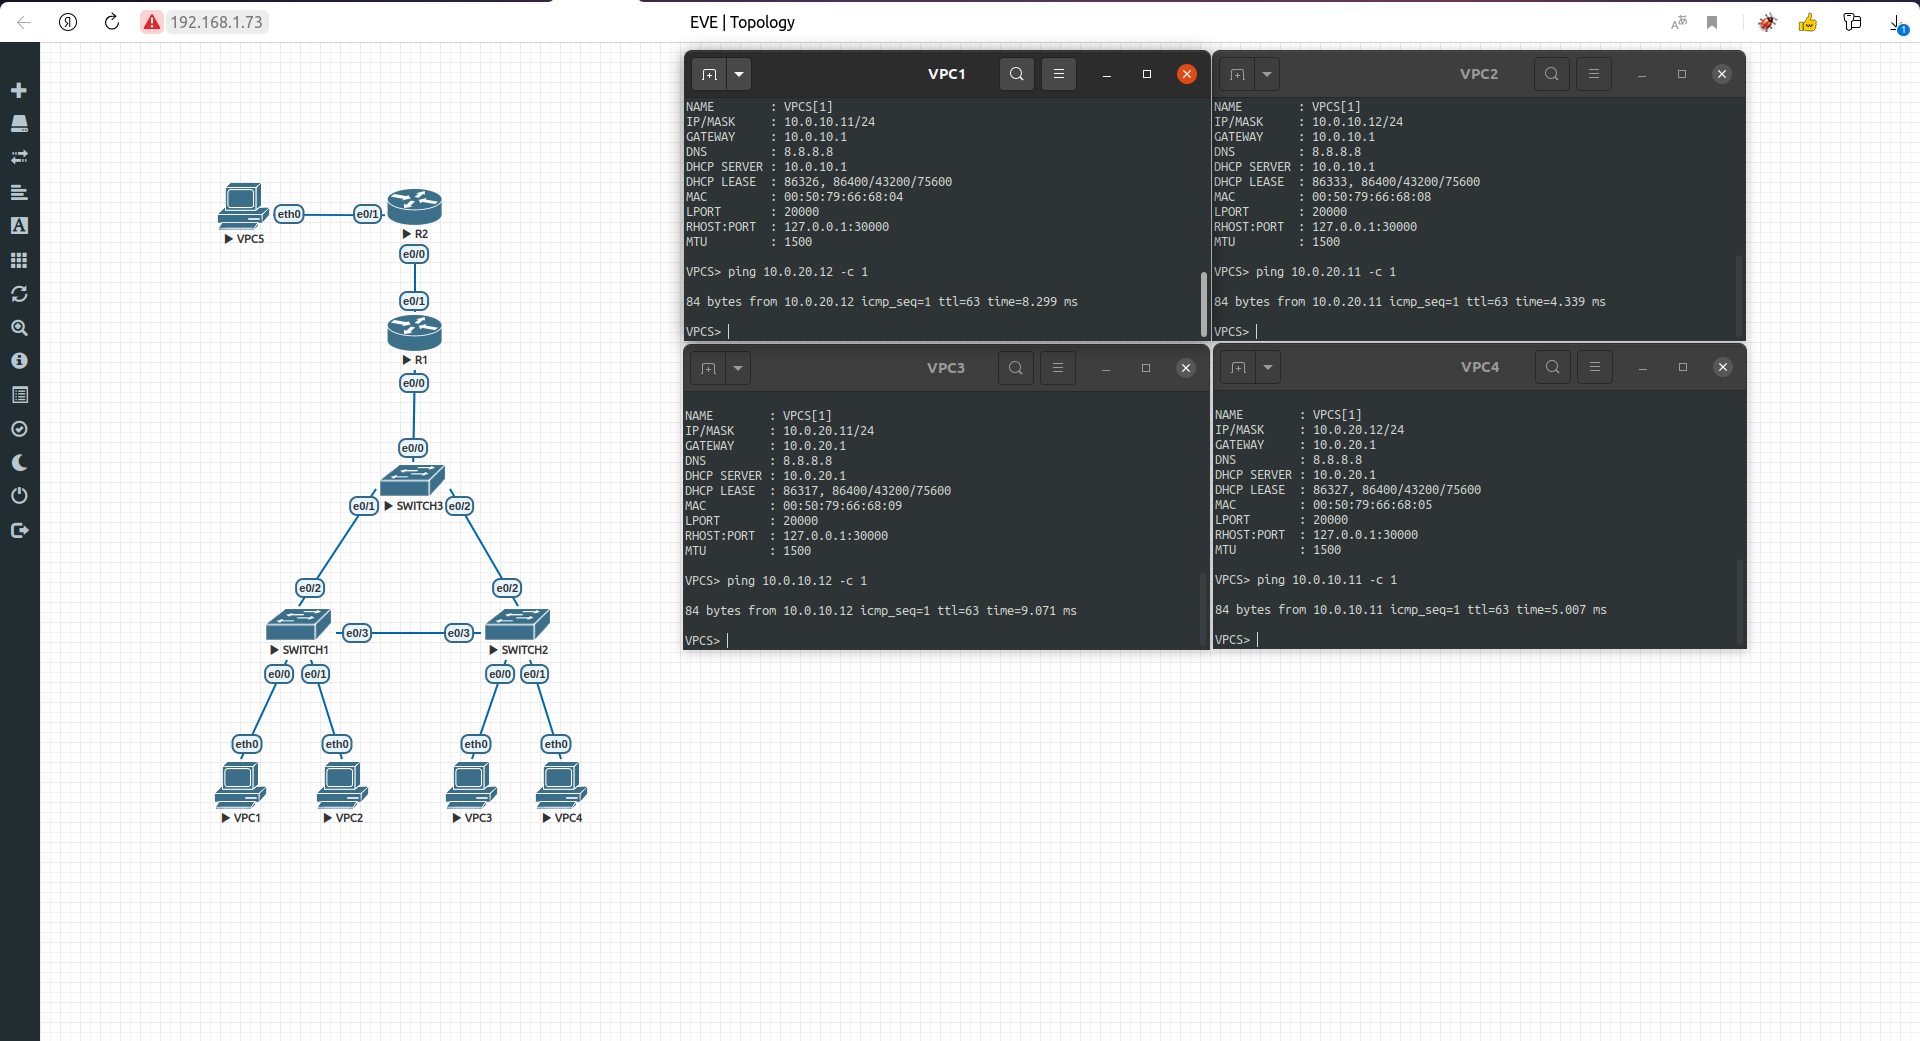 192.168.1.73
EVE | Topology
VPC5
eth0
e0/1
R2
e0/0
e0/1
R1
e0/0
e0/0
e0/1
SWITCH3
e0/2
e0/2
e0/2
SWITCH1
e0/3
e0/3
SWITCH2
e0/0
e0/1
e0/0
e0/1
eth0
eth0
eth0
eth0
VPC1
VPC2
VPC3
VPC4
VPC1
NAME : VPCS[1]
IP/MASK : 10.0.10.11/24
GATEWAY : 10.0.10.1
DNS : 8.8.8.8
DHCP SERVER : 10.0.10.1
DHCP LEASE : 86326, 86400/43200/75600
MAC : 00:50:79:66:68:04
LPORT : 20000
RHOST:PORT : 127.0.0.1:30000
MTU : 1500
VPCS> ping 10.0.20.12 -c 1
84 bytes from 10.0.20.12 icmp_seq=1 ttl=63 time=8.299 ms
VPCS>
VPC2
NAME : VPCS[1]
IP/MASK : 10.0.10.12/24
GATEWAY : 10.0.10.1
DNS : 8.8.8.8
DHCP SERVER : 10.0.10.1
DHCP LEASE : 86333, 86400/43200/75600
MAC : 00:50:79:66:68:08
LPORT : 20000
RHOST:PORT : 127.0.0.1:30000
MTU : 1500
VPCS> ping 10.0.20.11 -c 1
84 bytes from 10.0.20.11 icmp_seq=1 ttl=63 time=4.339 ms
VPCS>
VPC3
NAME : VPCS[1]
IP/MASK : 10.0.20.11/24
GATEWAY : 10.0.20.1
DNS : 8.8.8.8
DHCP SERVER : 10.0.20.1
DHCP LEASE : 86317, 86400/43200/75600
MAC : 00:50:79:66:68:09
LPORT : 20000
RHOST:PORT : 127.0.0.1:30000
MTU : 1500
VPCS> ping 10.0.10.12 -c 1
84 bytes from 10.0.10.12 icmp_seq=1 ttl=63 time=9.071 ms
VPCS>
VPC4
NAME : VPCS[1]
IP/MASK : 10.0.20.12/24
GATEWAY : 10.0.20.1
DNS : 8.8.8.8
DHCP SERVER : 10.0.20.1
DHCP LEASE : 86327, 86400/43200/75600
MAC : 00:50:79:66:68:05
LPORT : 20000
RHOST:PORT : 127.0.0.1:30000
MTU : 1500
VPCS> ping 10.0.10.11 -c 1
84 bytes from 10.0.10.11 icmp_seq=1 ttl=63 time=5.007 ms
VPCS>